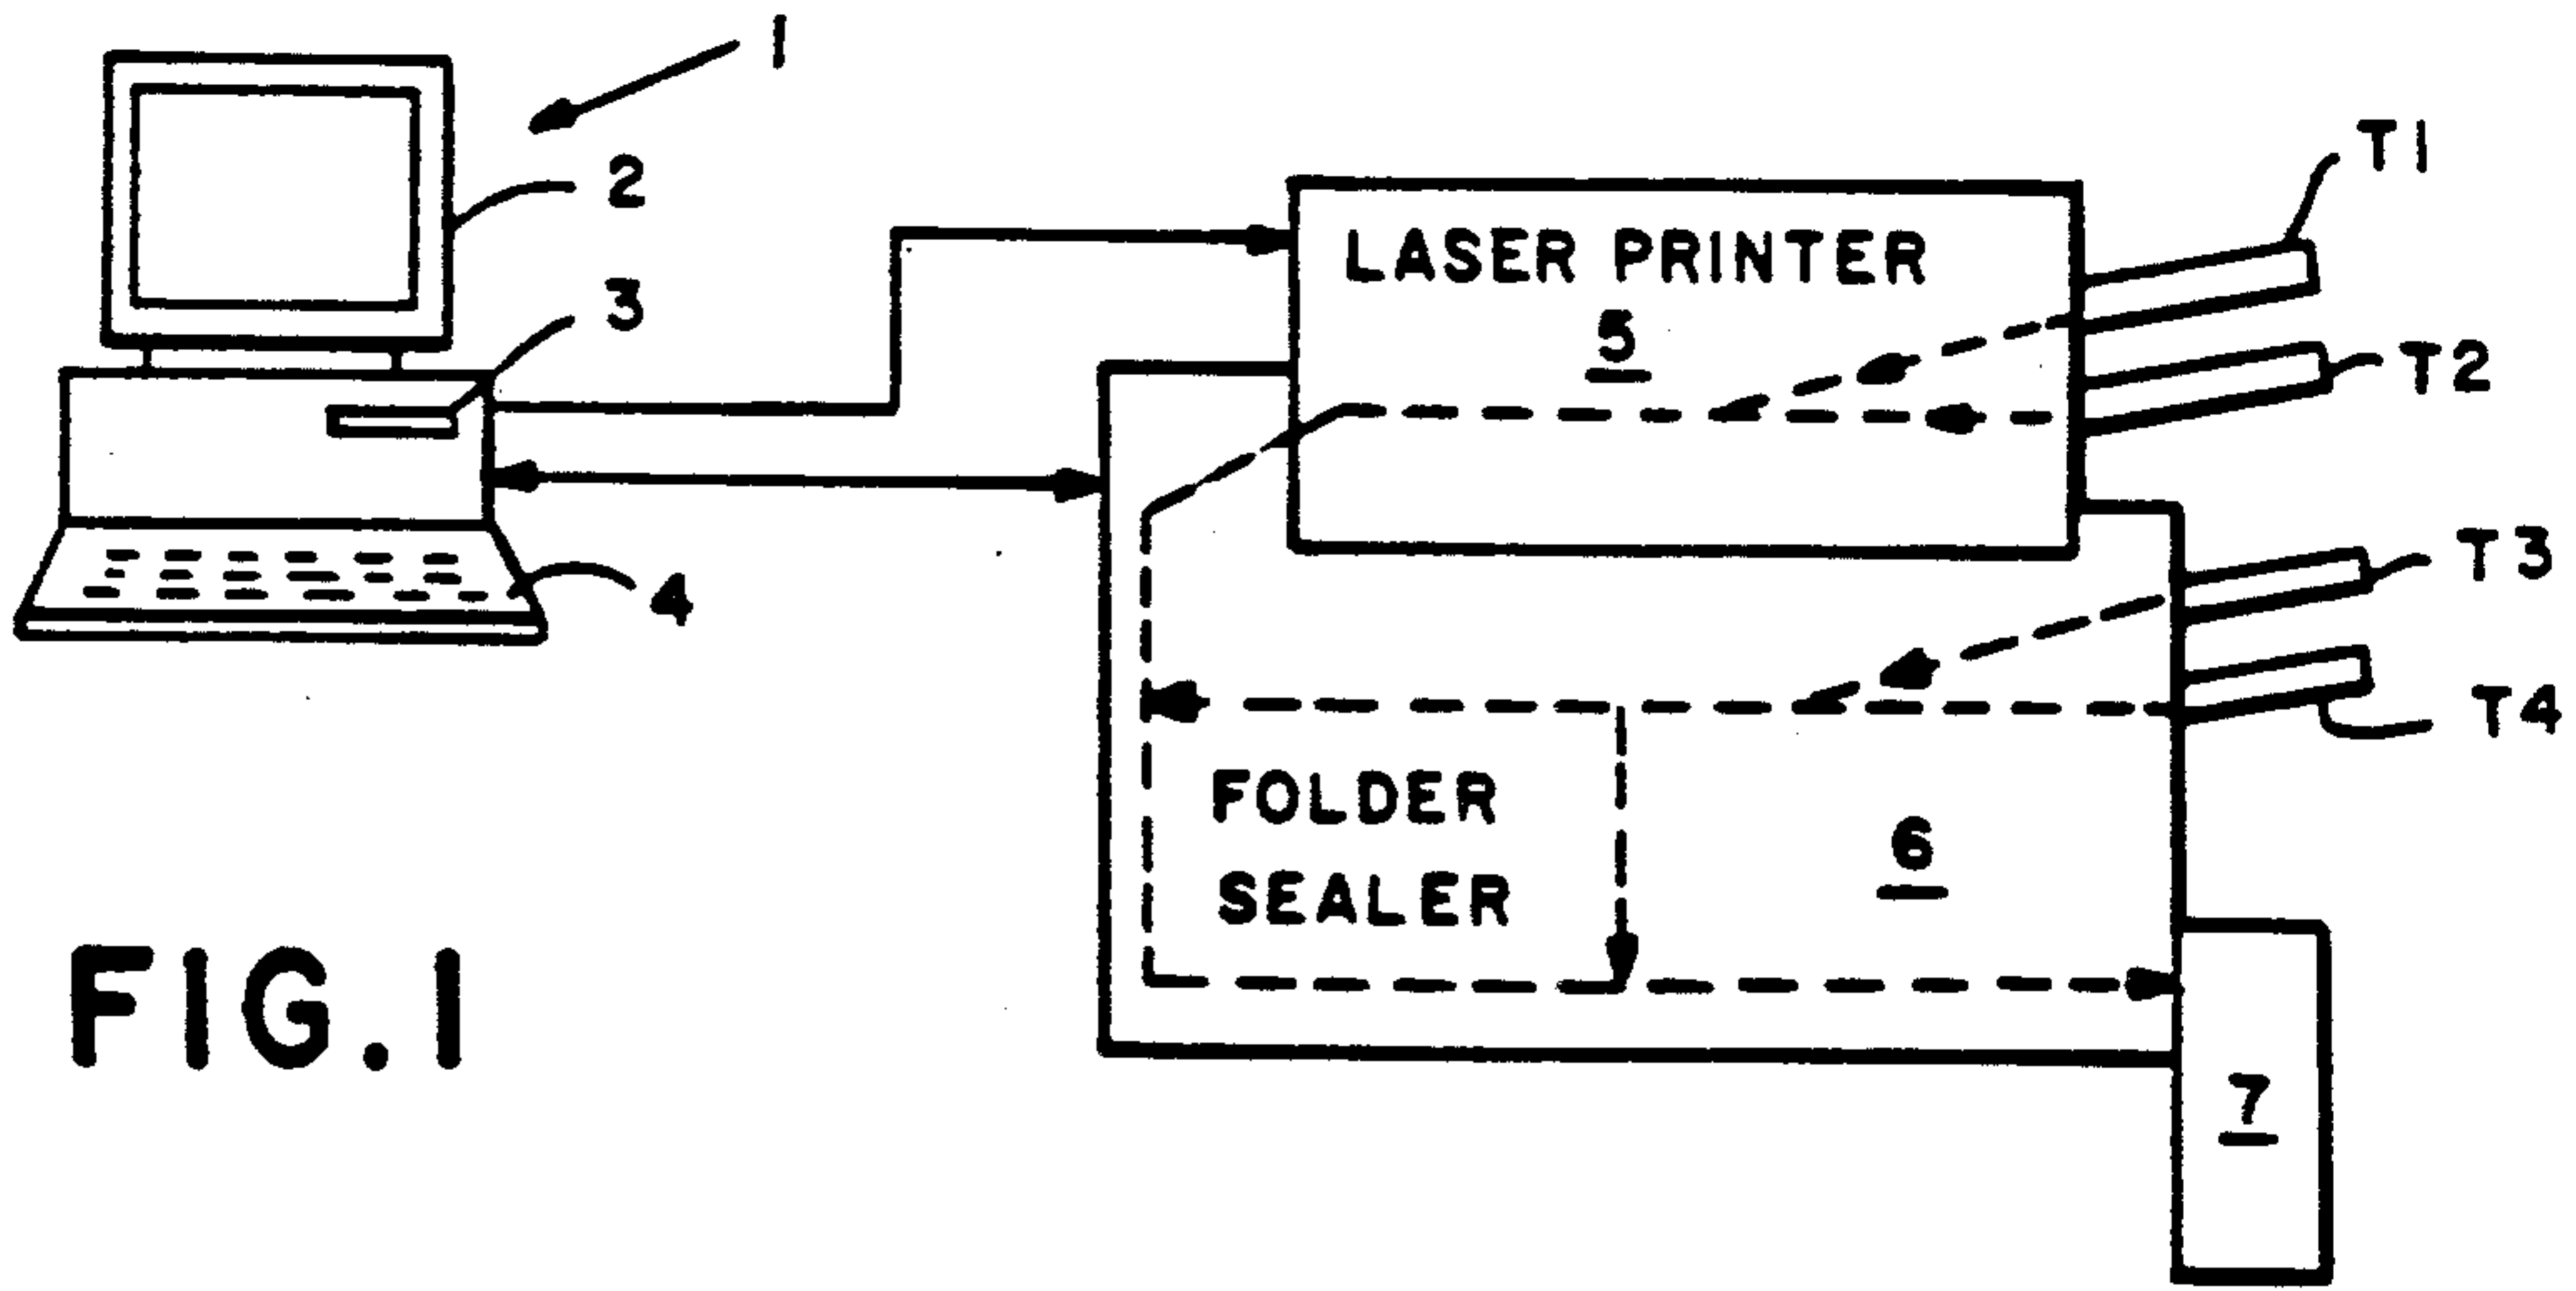 1
2
3
4
LASER PRINTER
5
T1
T2
T3
T4
FOLDER
SEALER
6
7
FIG.1